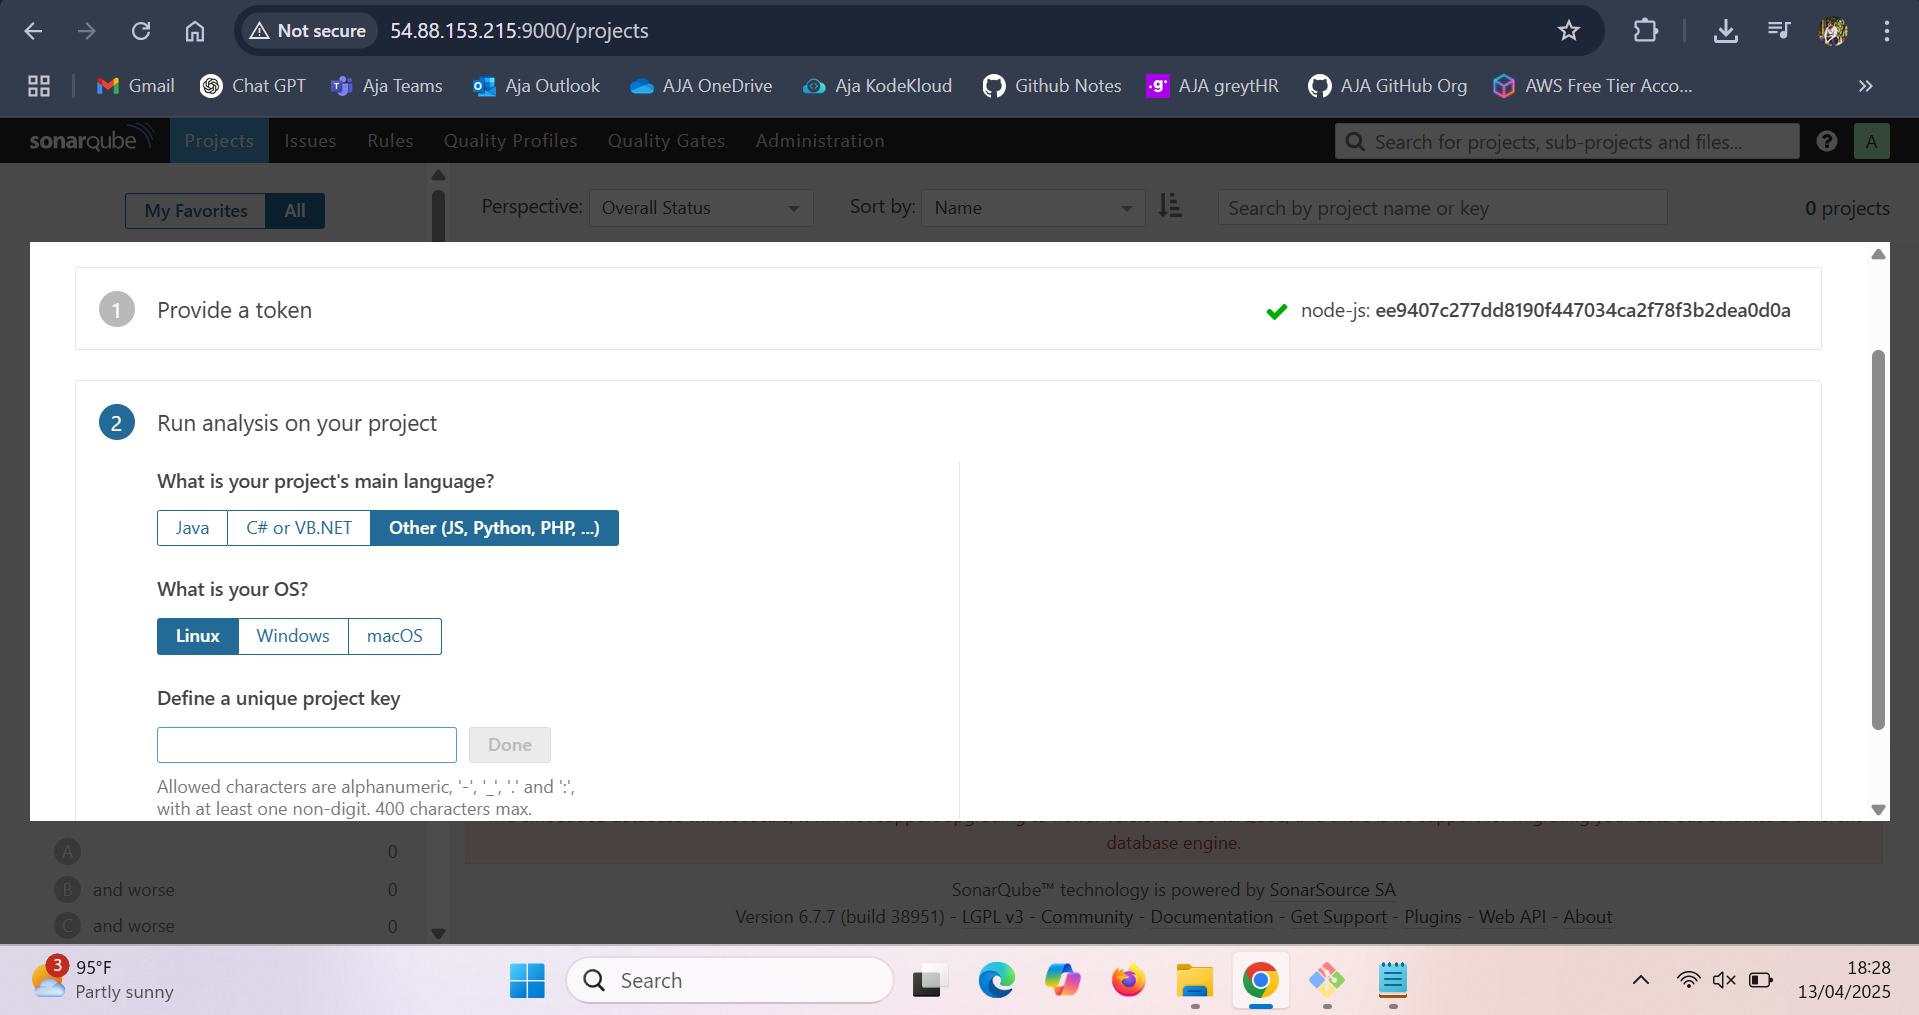 Not secure 54.88.153.215:9000/projects
Gmail Chat GPT Aja Teams Aja Outlook AJA OneDrive Aja KodeKloud Github Notes AJA greytHR AJA GitHub Org AWS Free Tier Acco...
sonarqube Projects Issues Rules Quality Profiles Quality Gates Administration Search for projects, sub-projects and files... ? A
My Favorites All Perspective: Overall Status Sort by: Name Search by project name or key 0 projects
1 Provide a token node-js: ee9407c277dd8190f447034ca2f78f3b2dea0d0a
2 Run analysis on your project
What is your project's main language?
Java C# or VB.NET Other (JS, Python, PHP, ...)
What is your OS?
Linux Windows macOS
Define a unique project key
Done
Allowed characters are alphanumeric, '-', '_', '.' and ':',
with at least one non-digit. 400 characters max.
database engine.
A 0
B and worse 0
C and worse 0
SonarQube™ technology is powered by SonarSource SA
Version 6.7.7 (build 38951) - LGPL v3 - Community - Documentation - Get Support - Plugins - Web API - About
3 95°F
Partly sunny
Search
18:28
13/04/2025